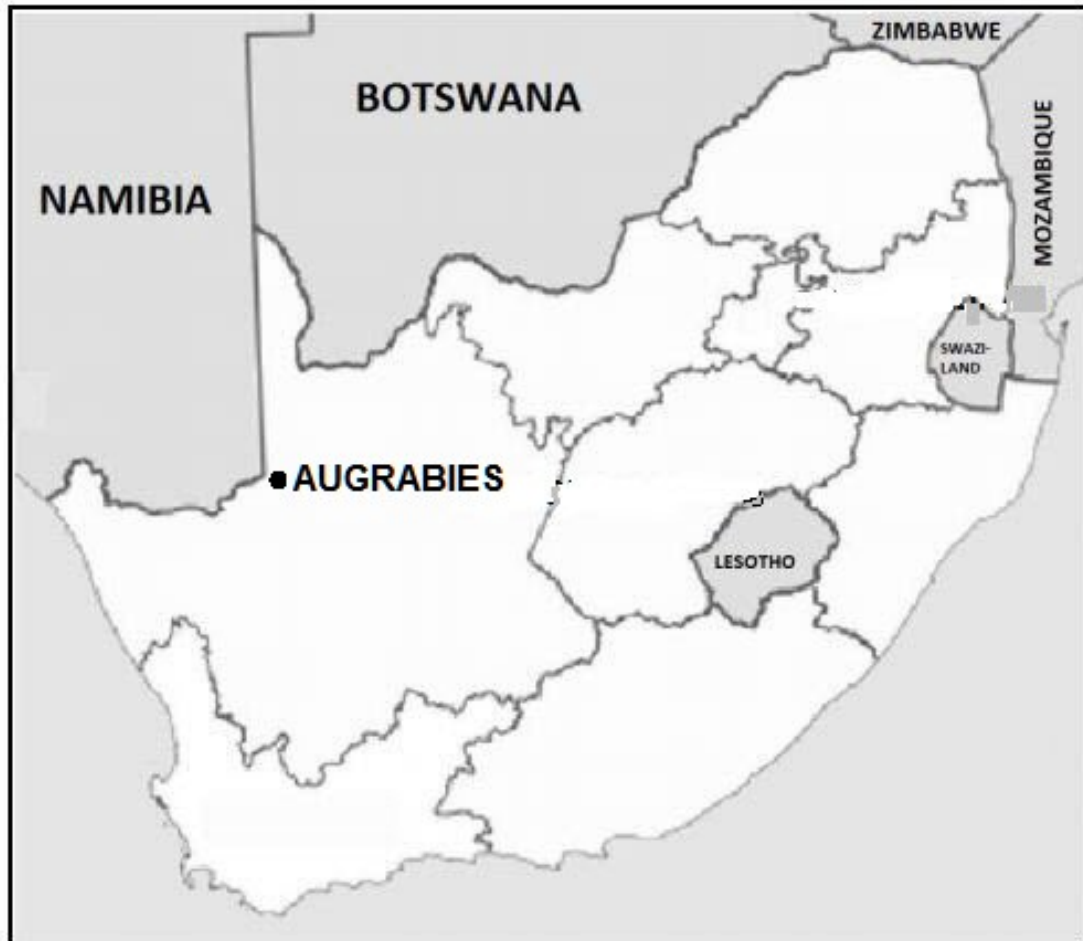 ZIMBABWE
BOTSWANA
MOZAMBIQUE
NAMIBIA
SWAZI-
LAND
AUGRABIES
LESOTHO